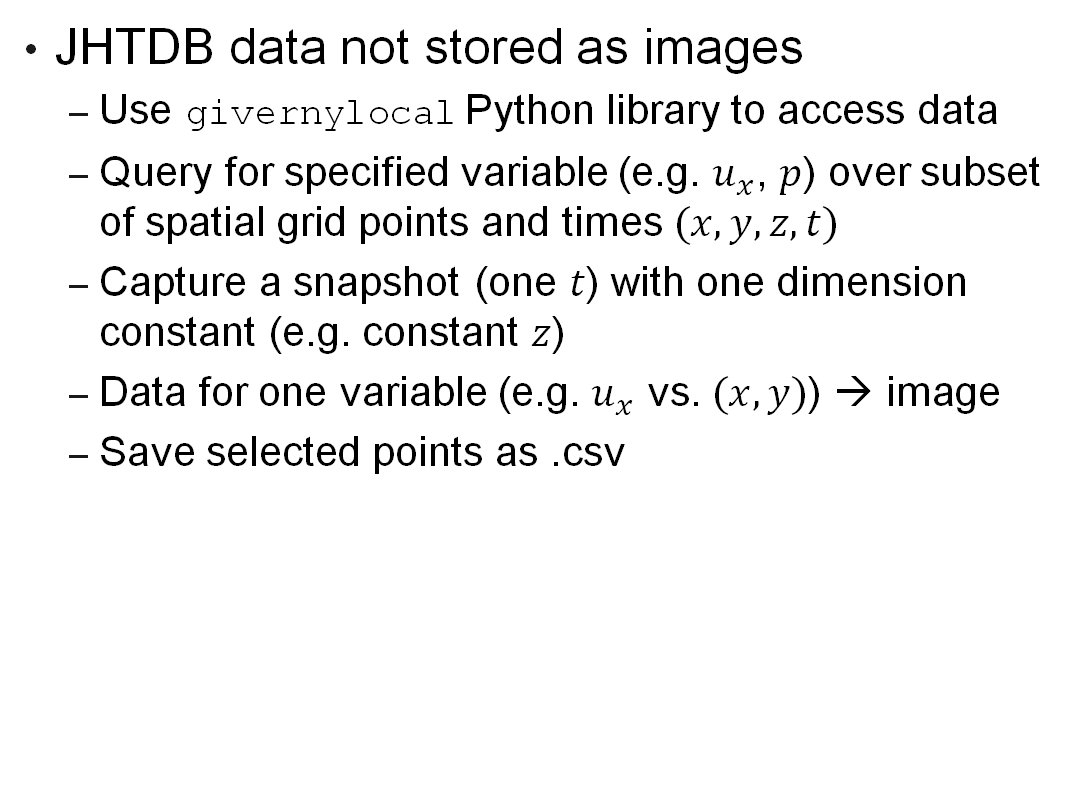 • JHTDB data not stored as images
– Use givernylocal Python library to access data
– Query for specified variable (e.g. 𝑢ₓ, 𝑝) over subset
of spatial grid points and times (𝑥, 𝑦, 𝑧, 𝑡)
– Capture a snapshot (one 𝑡) with one dimension
constant (e.g. constant 𝑧)
– Data for one variable (e.g. 𝑢ₓ vs. (𝑥, 𝑦)) → image
– Save selected points as .csv